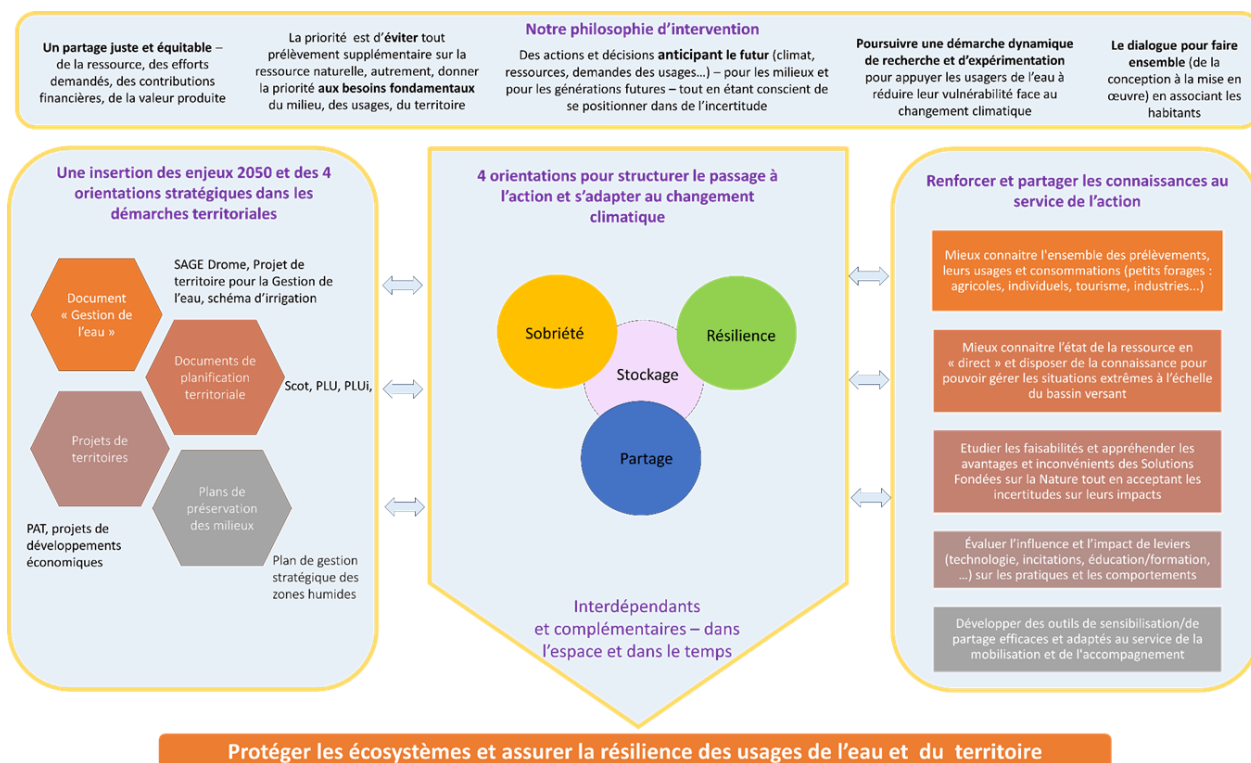 Notre philosophie d'intervention
Un partage juste et équitable –
de la ressource, des efforts
demandés, des contributions
financières, de la valeur produite
La priorité est d'éviter tout
prélèvement supplémentaire sur la
ressource naturelle, autrement, donner
la priorité aux besoins fondamentaux
du milieu, des usages, du territoire
Des actions et décisions anticipant le futur (climat,
ressources, demandes des usages…) – pour les milieux et
pour les générations futures – tout en étant conscient de
se positionner dans de l'incertitude
Poursuivre une démarche dynamique
de recherche et d'expérimentation
pour appuyer les usagers de l'eau à
réduire leur vulnérabilité face au
changement climatique
Le dialogue pour faire
ensemble (de la
conception à la mise en
œuvre) en associant les
habitants
Une insertion des enjeux 2050 et des 4
orientations stratégiques dans les
démarches territoriales
Document
« Gestion de
l'eau »
SAGE Drome, Projet de
territoire pour la Gestion de
l'eau, schéma d'irrigation
Documents de
planification
territoriale
Scot, PLU, PLUi,
Projets de
territoires
PAT, projets de
développements
économiques
Plans de
préservation
des milieux
Plan de gestion
stratégique des
zones humides
4 orientations pour structurer le passage à
l'action et s'adapter au changement
climatique
Sobriété
Résilience
Stockage
Partage
Interdépendants
et complémentaires – dans
l'espace et dans le temps
Renforcer et partager les connaissances au
service de l'action
Mieux connaitre l'ensemble des prélèvements,
leurs usages et consommations (petits forages :
agricoles, individuels, tourisme, industries...)
Mieux connaitre l'état de la ressource en
« direct » et disposer de la connaissance pour
pouvoir gérer les situations extrêmes à l'échelle
du bassin versant
Etudier les faisabilités et appréhender les
avantages et inconvénients des Solutions
Fondées sur la Nature tout en acceptant les
incertitudes sur leurs impacts
Évaluer l'influence et l'impact de leviers
(technologie, incitations, éducation/formation,
…) sur les pratiques et les comportements
Développer des outils de sensibilisation/de
partage efficaces et adaptés au service de la
mobilisation et de l'accompagnement
Protéger les écosystèmes et assurer la résilience des usages de l'eau et du territoire